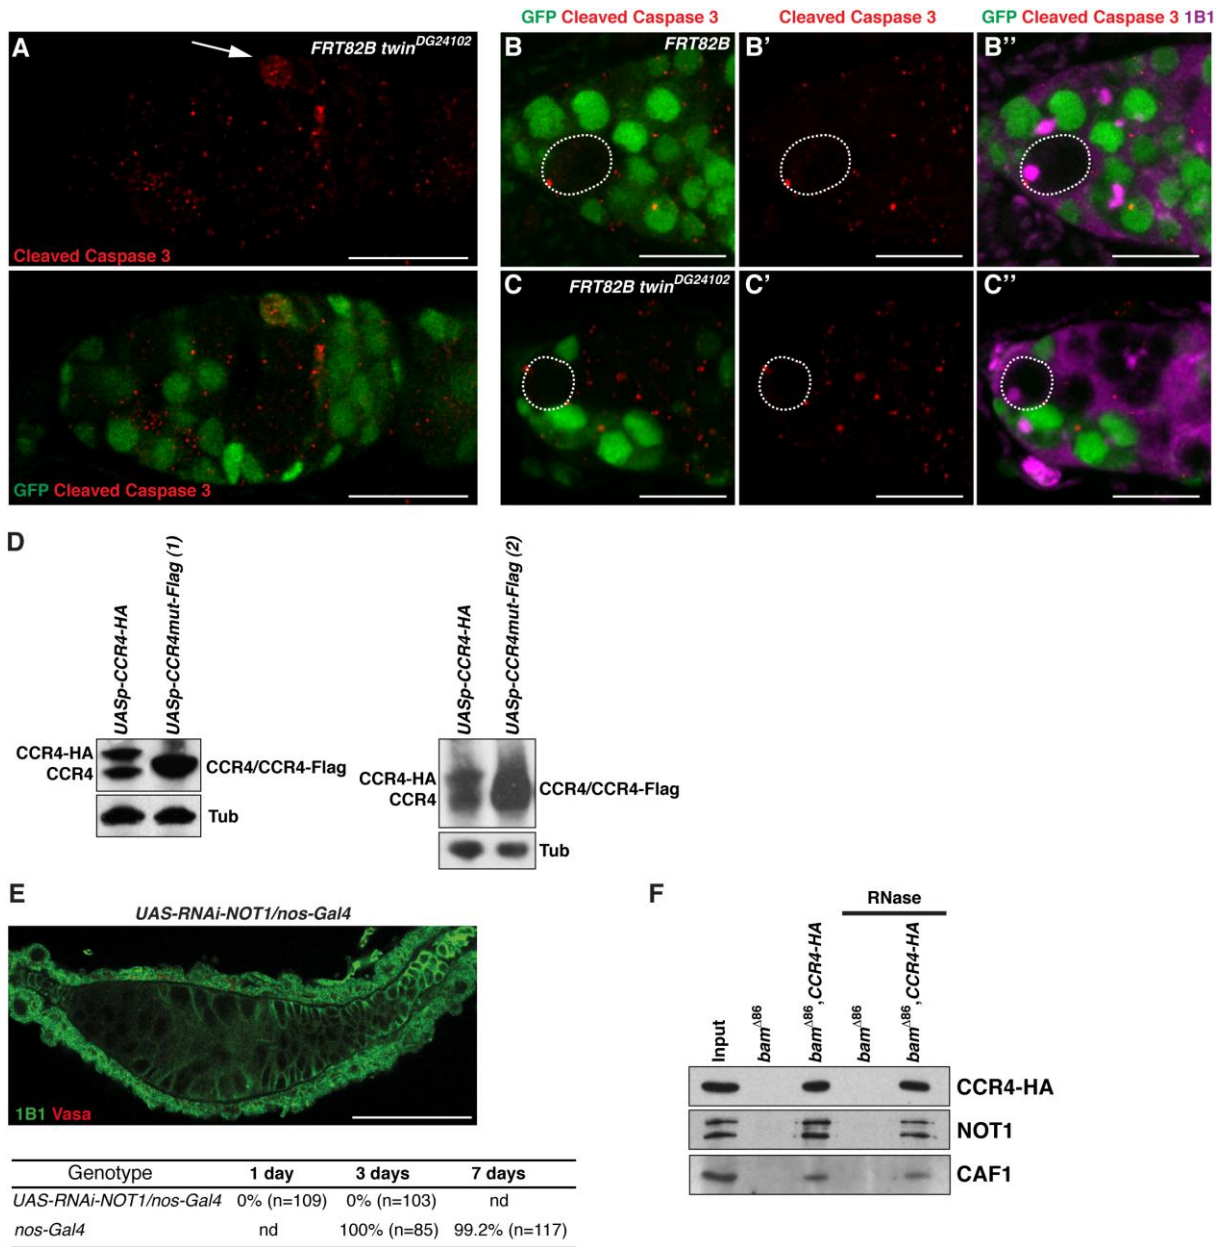 GFP Cleaved Caspase 3
Cleaved Caspase 3
GFP Cleaved Caspase 3 1B1
A
FRT82B twinDG24102
Cleaved Caspase 3
GFP Cleaved Caspase 3
B
FRT82B
B'
B''
C
FRT82B twinDG24102
C'
C''
D
UASp-CCR4-HA
UASp-CCR4mut-Flag (1)
CCR4-HA
CCR4
CCR4/CCR4-Flag
Tub
UASp-CCR4-HA
UASp-CCR4mut-Flag (2)
CCR4-HA
CCR4
CCR4/CCR4-Flag
Tub
E
UAS-RNAi-NOT1/nos-Gal4
1B1 Vasa
Genotype 1 day 3 days 7 days
UAS-RNAi-NOT1/nos-Gal4 0% (n=109) 0% (n=103) nd
nos-Gal4 nd 100% (n=85) 99.2% (n=117)
F
RNase
Input
bamΔ86
bamΔ86,CCR4-HA
bamΔ86
bamΔ86,CCR4-HA
CCR4-HA
NOT1
CAF1